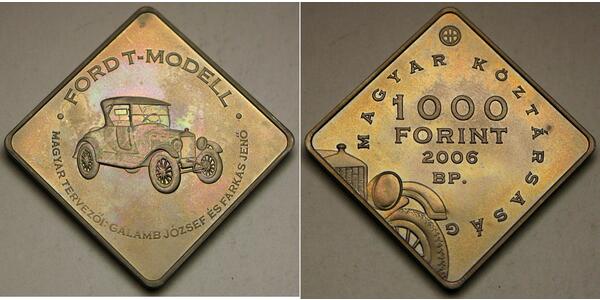 · FORD T-MODELL ·
MAGYAR TERVEZŐI: GALAMB JÓZSEF ÉS FARKAS JENŐ
MAGYAR KÖZTÁRSASÁG
1000
FORINT
2006
BP.